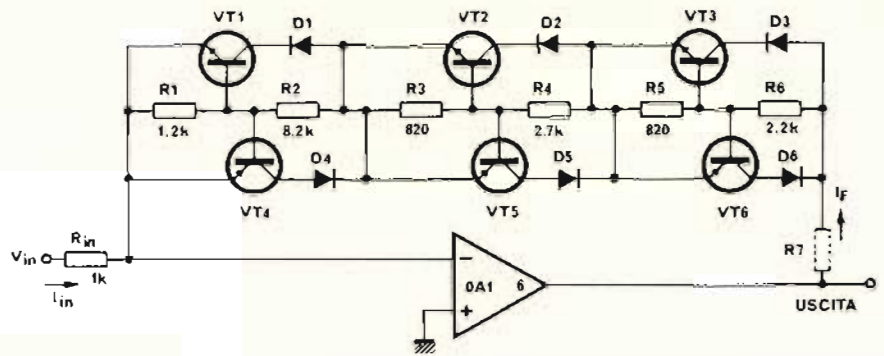 VT1
D1
VT2
D2
VT3
D3
R1
R2
R3
R4
R5
R6
1.2k
8.2k
820
2.7k
820
2.2k
D4
D5
D6
VT4
VT5
VT6
IF
Vin
Rin
R7
1k
Iin
−
0A1
6
+
USCITA